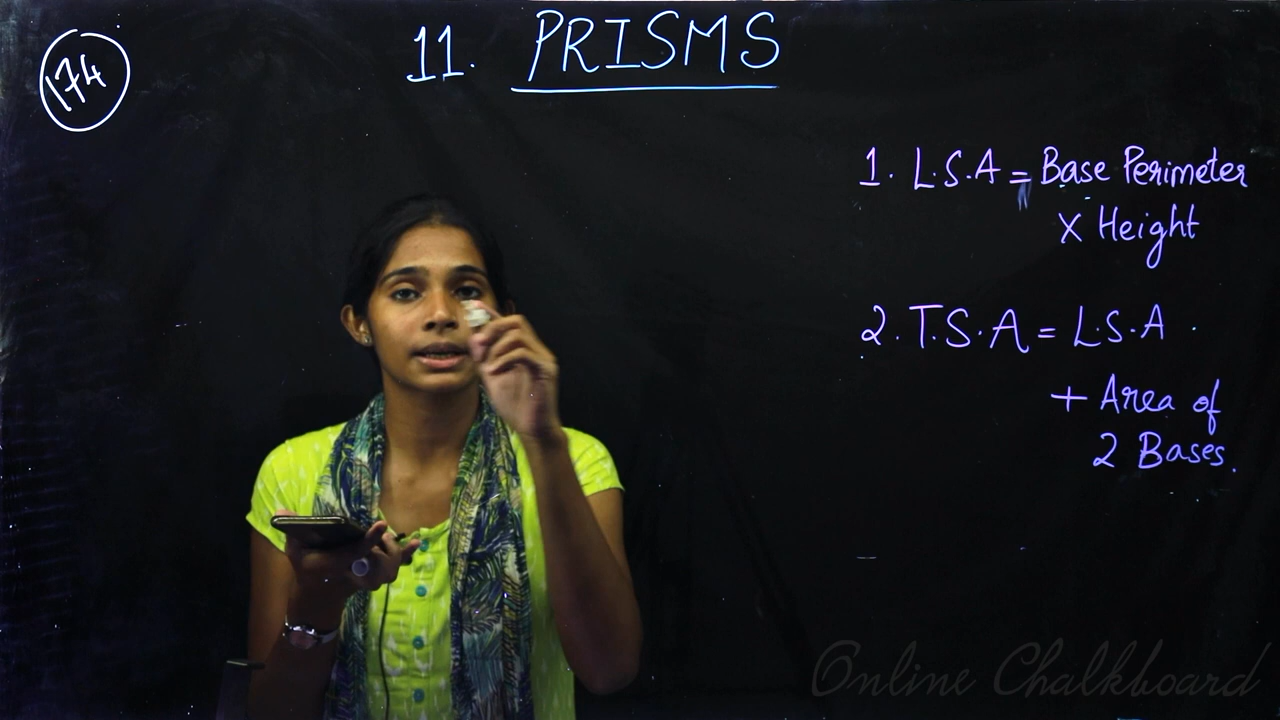 174
11. PRISMS
1. L.S.A = Base Perimeter
X Height
2. T.S.A = L.S.A
+ Area of
2 Bases.
Online Chalkboard